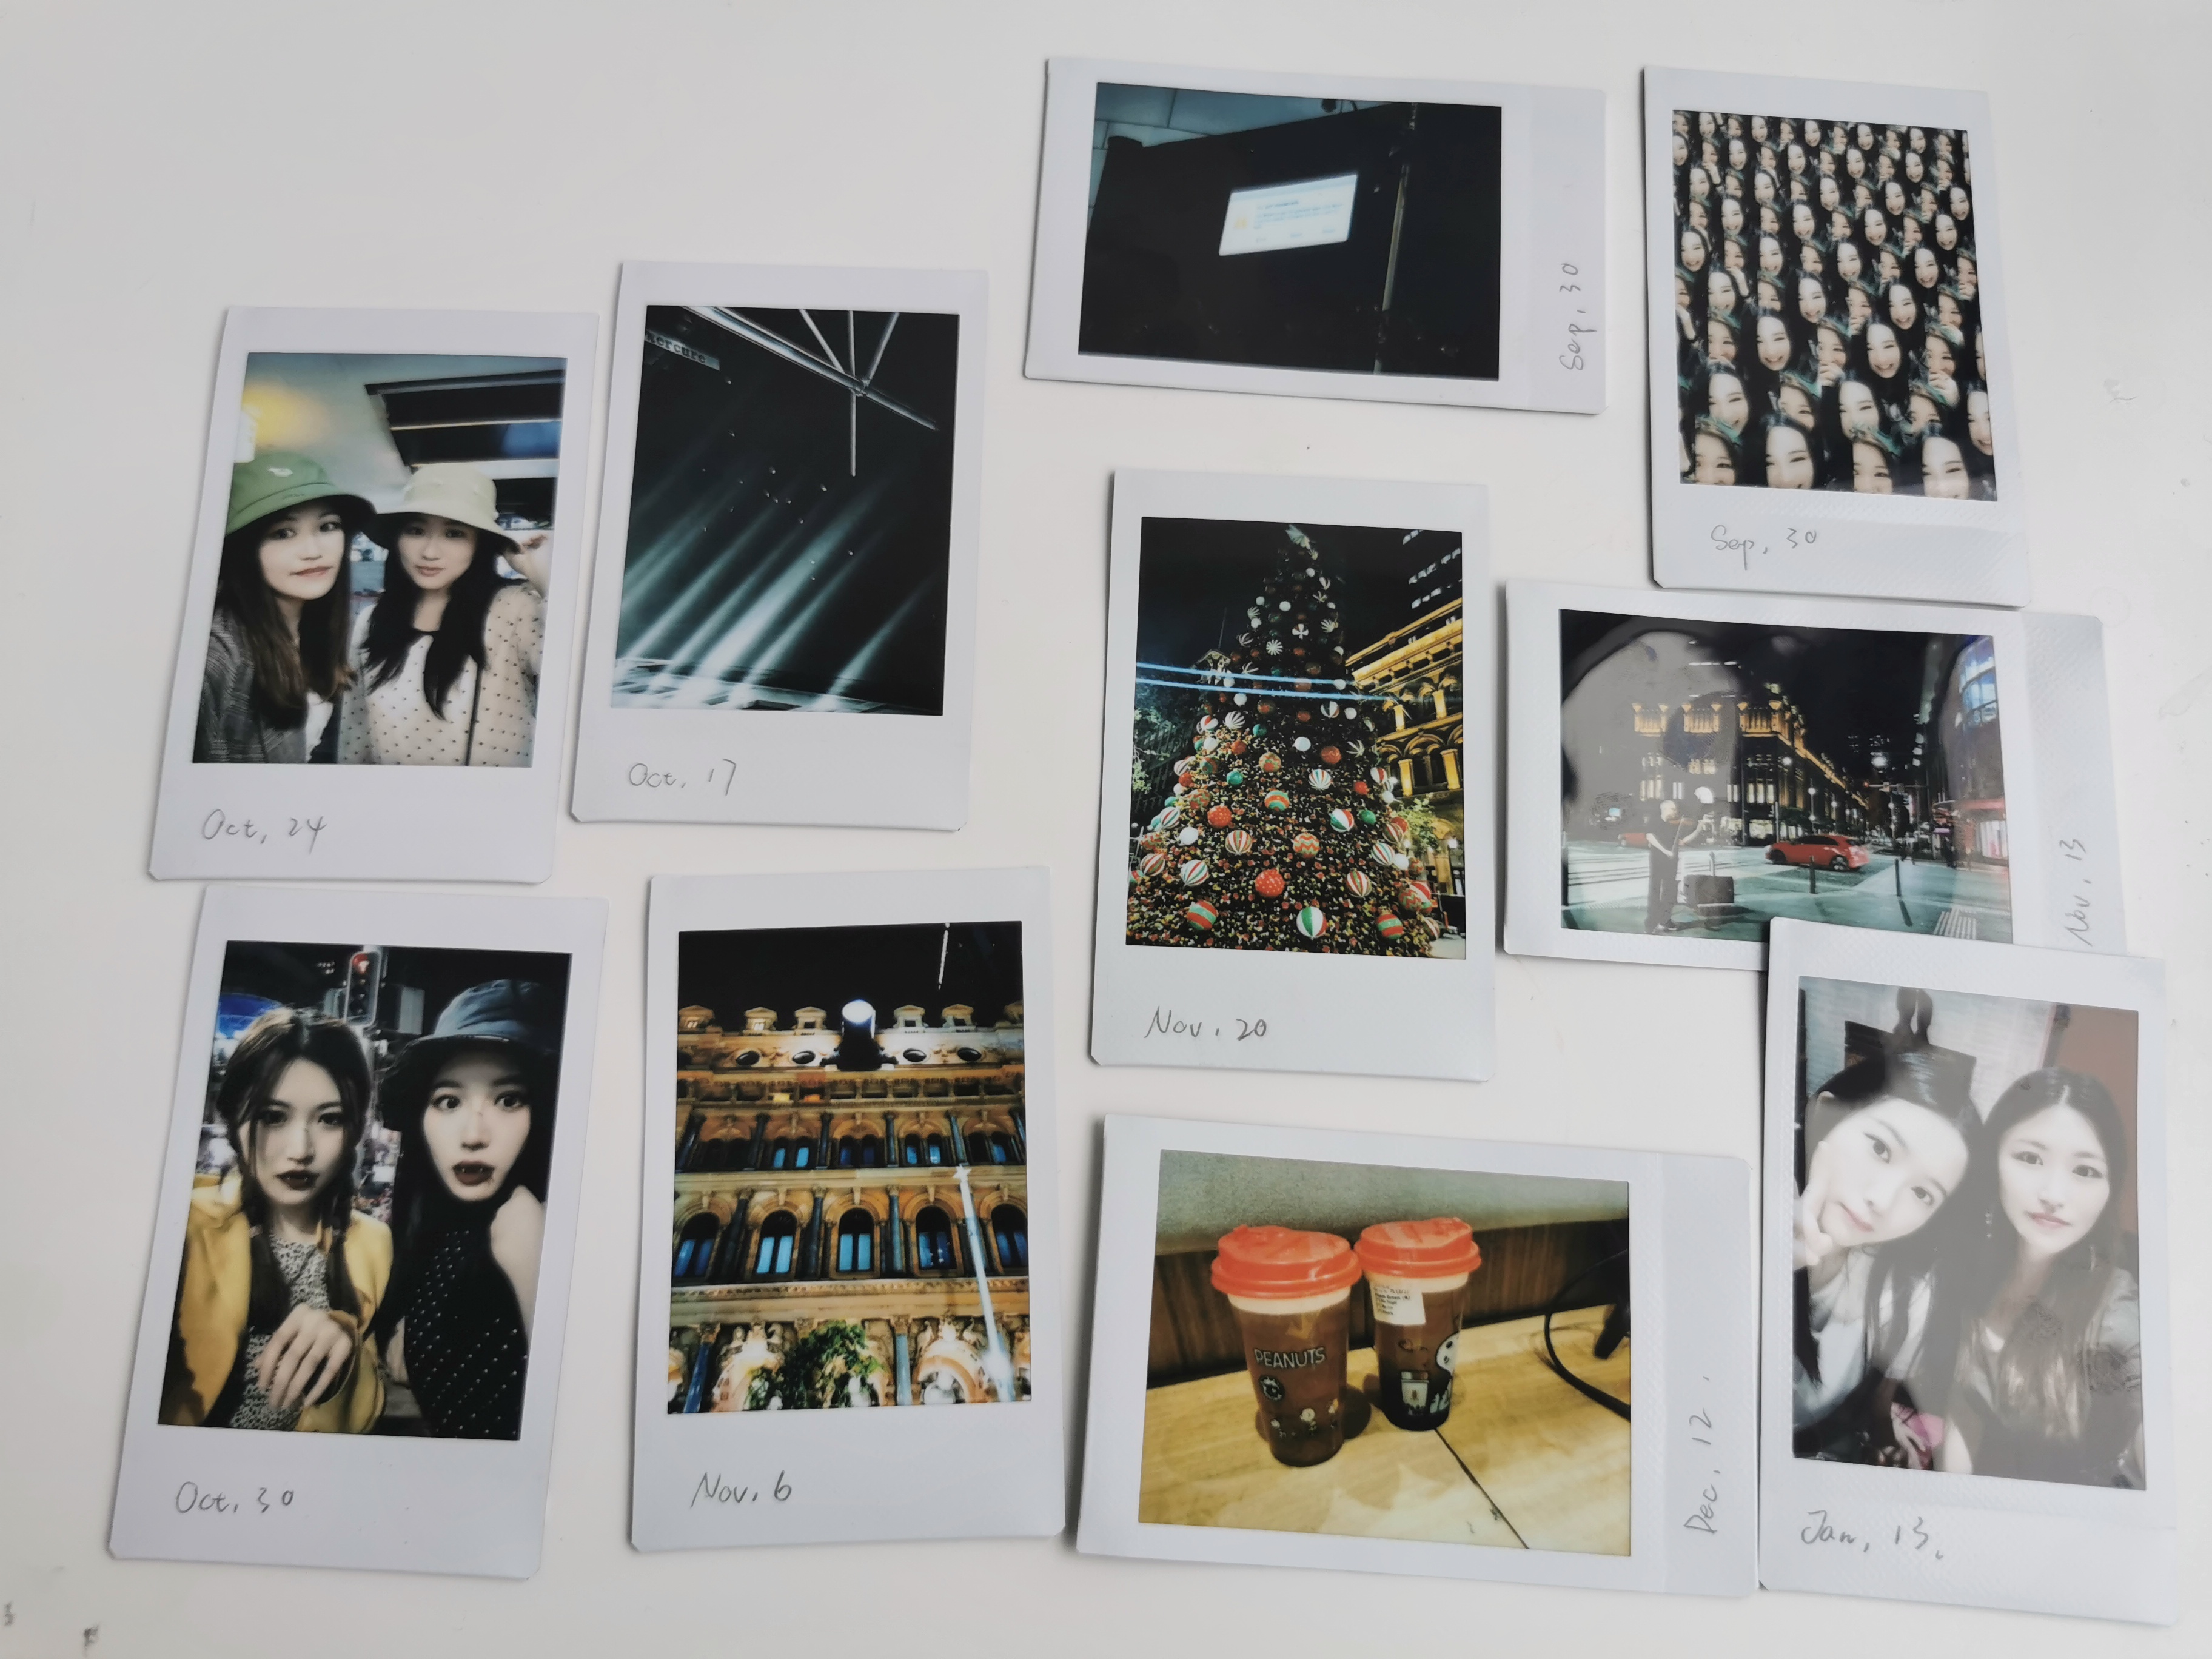 Sep, 30
Sep, 30
ercure
Oct, 24
Oct, 17
Nov, 20
Nov, 13
Oct, 30
Nov, 6
PEANUTS
Dec, 12.
Jan, 13.